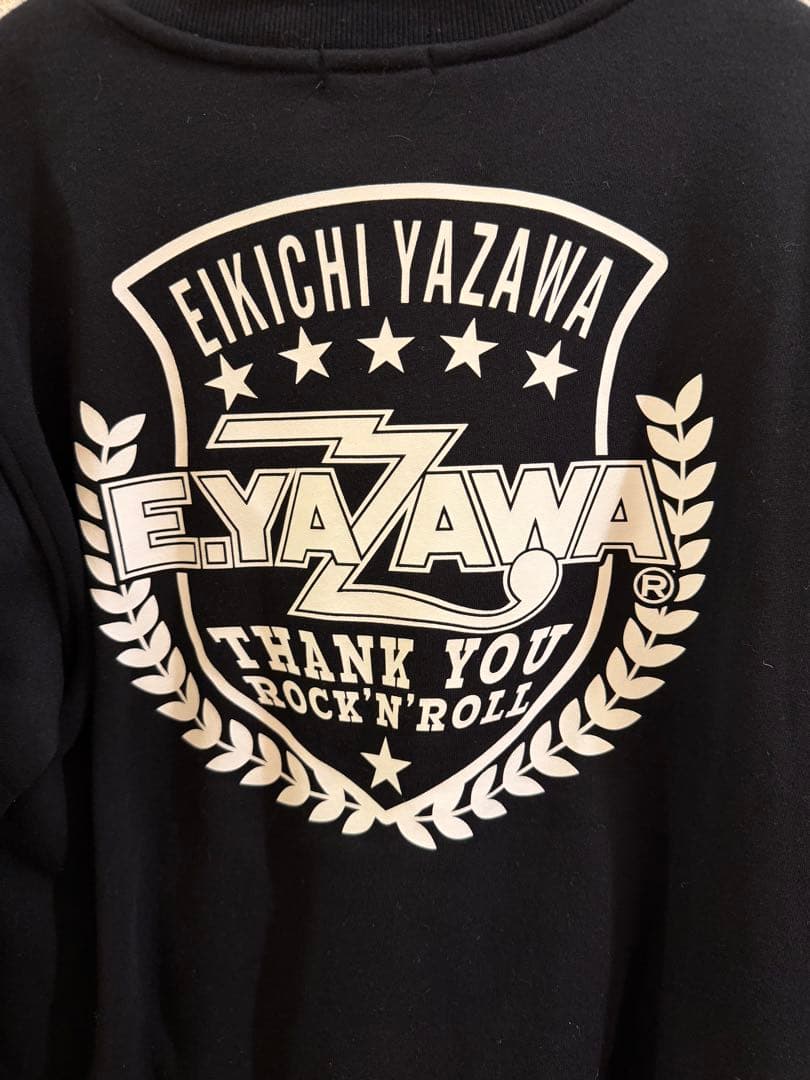 EIKICHI YAZAWA
E.YAZAWA
®
THANK YOU
ROCK'N'ROLL